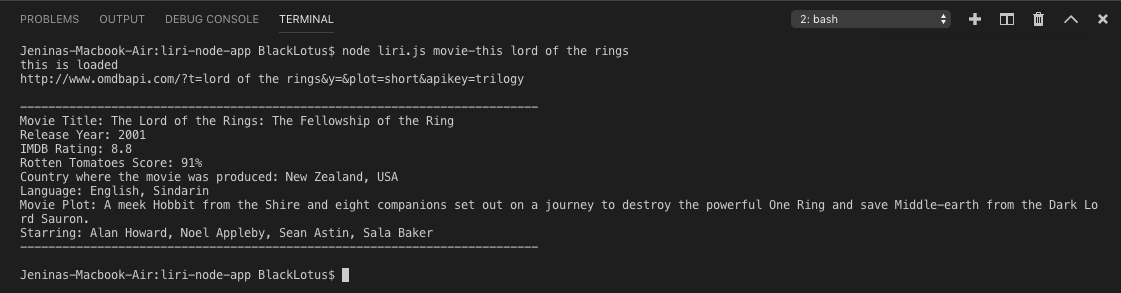 PROBLEMS OUTPUT DEBUG CONSOLE TERMINAL 2: bash
Jeninas-Macbook-Air:liri-node-app BlackLotus$ node liri.js movie-this lord of the rings
this is loaded
http://www.omdbapi.com/?t=lord of the rings&y=&plot=short&apikey=trilogy
--------------------------------------------------------------------------
Movie Title: The Lord of the Rings: The Fellowship of the Ring
Release Year: 2001
IMDB Rating: 8.8
Rotten Tomatoes Score: 91%
Country where the movie was produced: New Zealand, USA
Language: English, Sindarin
Movie Plot: A meek Hobbit from the Shire and eight companions set out on a journey to destroy the powerful One Ring and save Middle-earth from the Dark Lo
rd Sauron.
Starring: Alan Howard, Noel Appleby, Sean Astin, Sala Baker
--------------------------------------------------------------------------
Jeninas-Macbook-Air:liri-node-app BlackLotus$